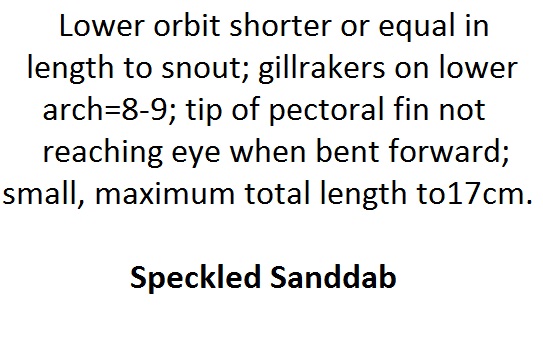 Lower orbit shorter or equal in
length to snout; gillrakers on lower
arch=8-9; tip of pectoral fin not
reaching eye when bent forward;
small, maximum total length to17cm.
Speckled Sanddab